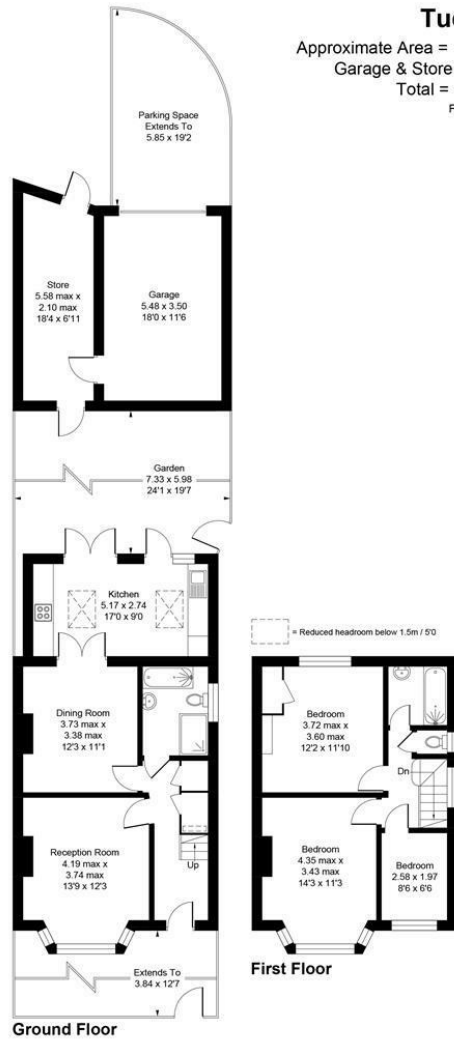 Tu
Approximate Area =
Garage & Store
Total =
Parking Space
Extends To
5.85 x 19'2
Store
5.58 max x
2.10 max
18'4 x 6'11
Garage
5.48 x 3.50
18'0 x 11'6
Garden
7.33 x 5.98
24'1 x 19'7
Kitchen
5.17 x 2.74
17'0 x 9'0
= Reduced headroom below 1.5m / 5'0
Dining Room
3.73 max x
3.38 max
12'3 x 11'1
Reception Room
4.19 max x
3.74 max
13'9 x 12'3
Up
Extends To
3.84 x 12'7
Ground Floor
Bedroom
3.72 max x
3.60 max
12'2 x 11'10
Dn
Bedroom
4.35 max x
3.43 max
14'3 x 11'3
Bedroom
2.58 x 1.97
8'6 x 6'6
First Floor